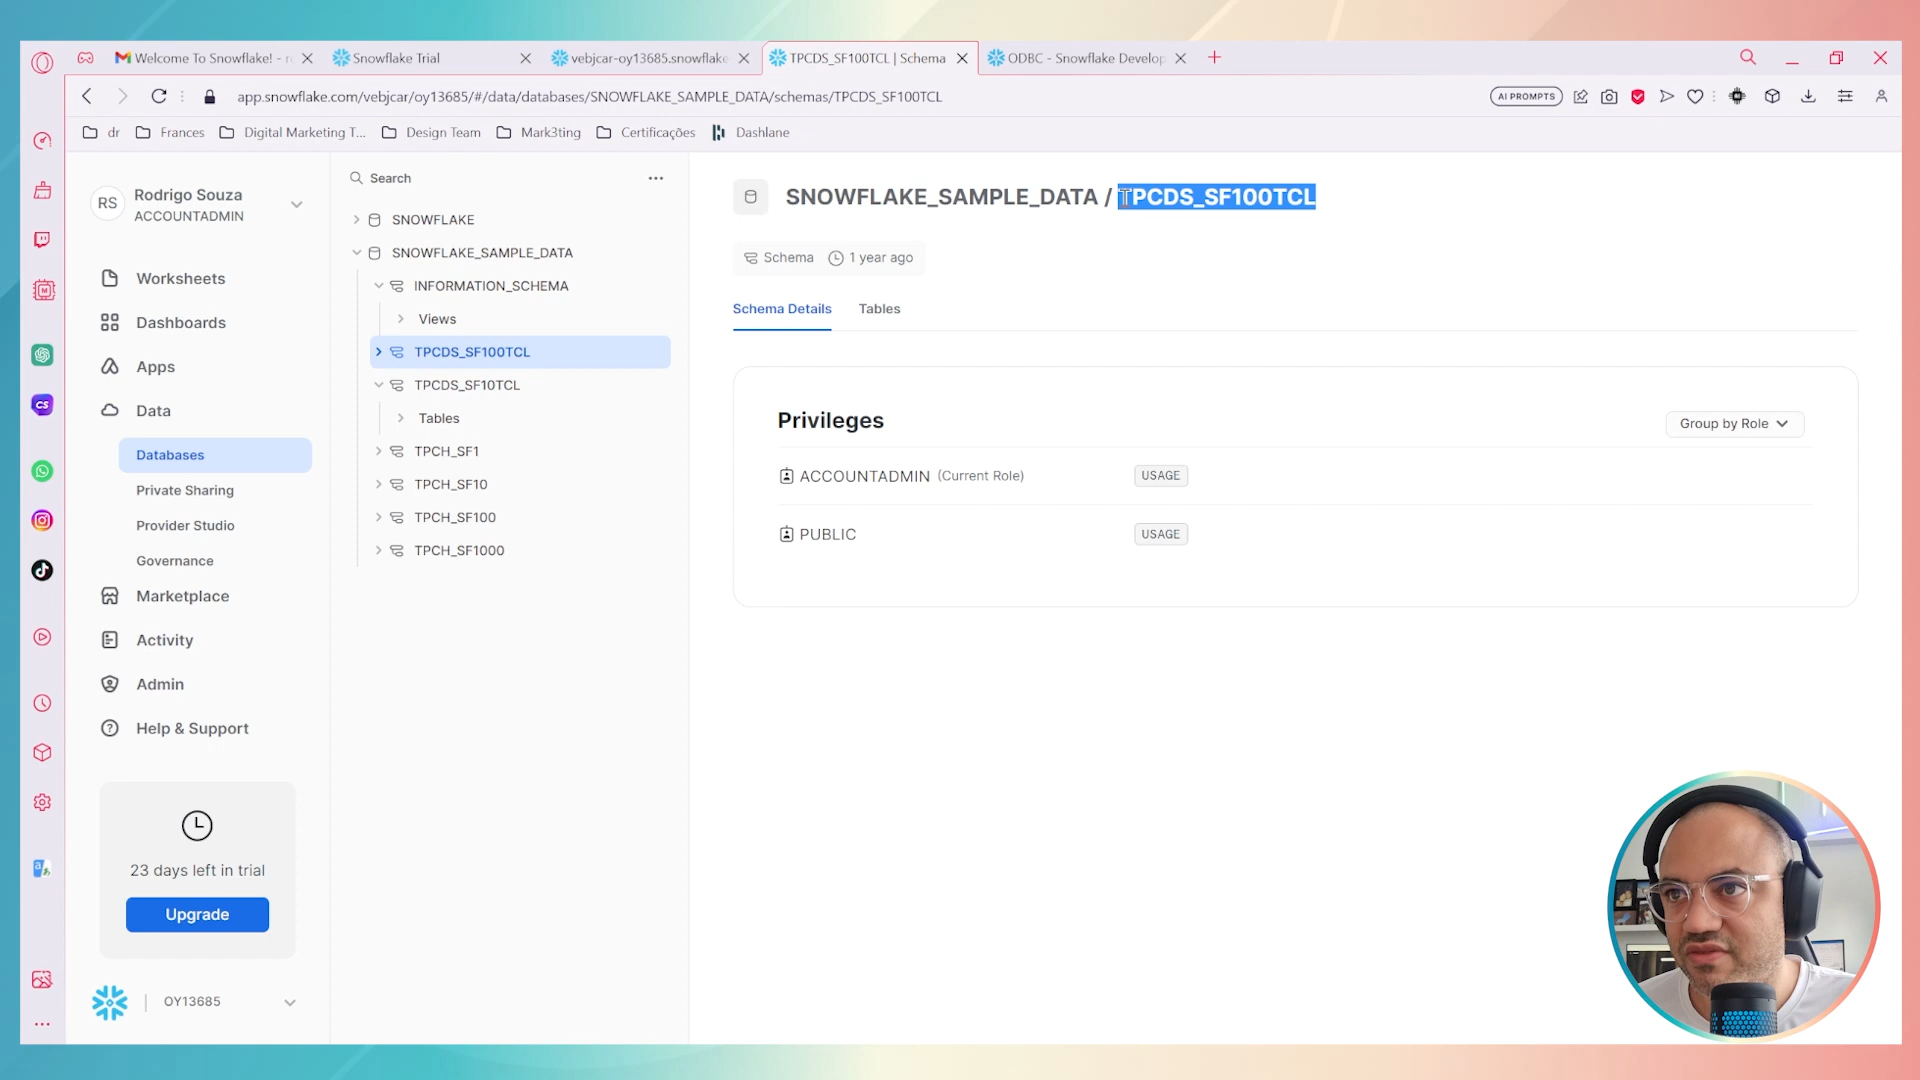 Welcome To Snowflake! - r
Snowflake Trial
vebjcar-oy13685.snowflake
TPCDS_SF100TCL | Schema
ODBC - Snowflake Develop
app.snowflake.com/vebjcar/oy13685/#/data/databases/SNOWFLAKE_SAMPLE_DATA/schemas/TPCDS_SF100TCL
AI PROMPTS
dr
Frances
Digital Marketing T...
Design Team
Mark3ting
Certificações
Dashlane
RS
Rodrigo Souza
ACCOUNTADMIN
Worksheets
Dashboards
Apps
Data
Databases
Private Sharing
Provider Studio
Governance
Marketplace
Activity
Admin
Help & Support
23 days left in trial
Upgrade
OY13685
Search
SNOWFLAKE
SNOWFLAKE_SAMPLE_DATA
INFORMATION_SCHEMA
Views
TPCDS_SF100TCL
TPCDS_SF10TCL
Tables
TPCH_SF1
TPCH_SF10
TPCH_SF100
TPCH_SF1000
SNOWFLAKE_SAMPLE_DATA / TPCDS_SF100TCL
Schema
1 year ago
Schema Details
Tables
Privileges
Group by Role
ACCOUNTADMIN (Current Role)
USAGE
PUBLIC
USAGE
CS